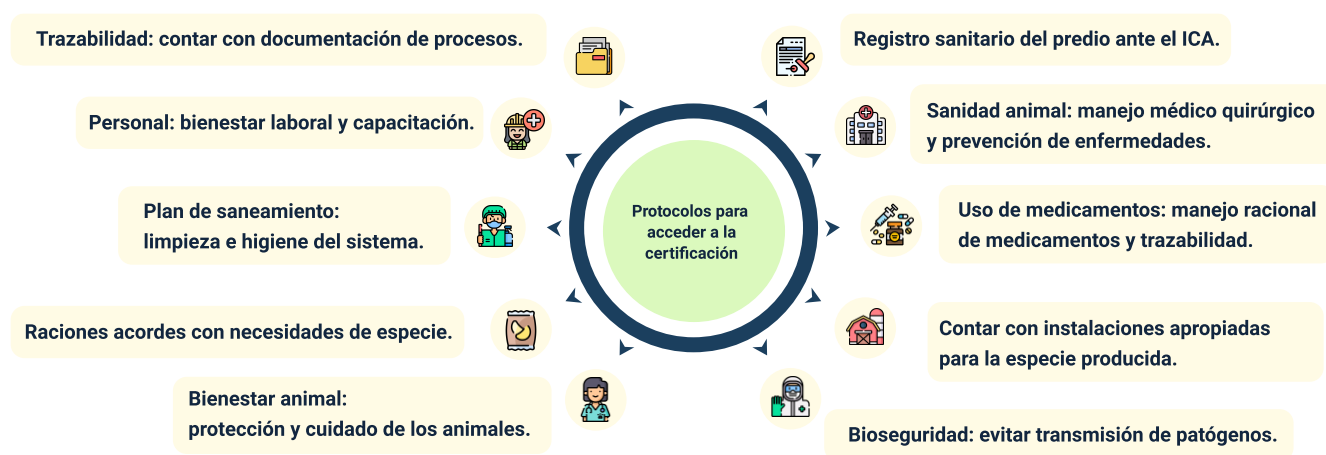 Trazabilidad: contar con documentación de procesos.
Personal: bienestar laboral y capacitación.
Plan de saneamiento:
limpieza e higiene del sistema.
Raciones acordes con necesidades de especie.
Bienestar animal:
protección y cuidado de los animales.
Protocolos para
acceder a la
certificación
Registro sanitario del predio ante el ICA.
Sanidad animal: manejo médico quirúrgico
y prevención de enfermedades.
Uso de medicamentos: manejo racional
de medicamentos y trazabilidad.
Contar con instalaciones apropiadas
para la especie producida.
Bioseguridad: evitar transmisión de patógenos.